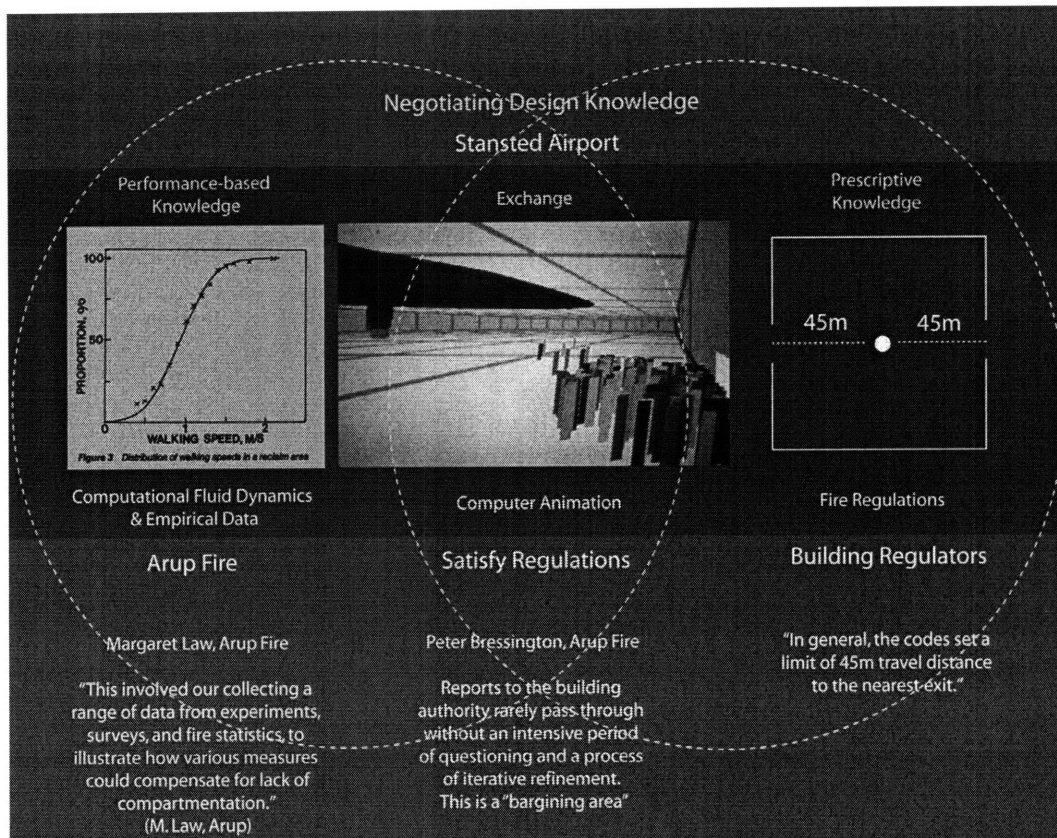 Negotiating Design Knowledge
Stansted Airport
Performance-based
Knowledge
100
50
PROPORTION, %
0
1
2
WALKING SPEED, M/S
Figure 3 Distribution of walking speeds in a reclaim area
Computational Fluid Dynamics
& Empirical Data
Arup Fire
Margaret Law, Arup Fire
"This involved our collecting a
range of data from experiments,
surveys, and fire statistics, to
illustrate how various measures
could compensate for lack of
compartmentation."
(M. Law, Arup)
Exchange
Computer Animation
Satisfy Regulations
Peter Bressington, Arup Fire
Reports to the building
authority rarely pass through
without an intensive period
of questioning and a process
of iterative refinement.
This is a "bargining area"
Prescriptive
Knowledge
45m
45m
Fire Regulations
Building Regulators
"In general, the codes set a
limit of 45m travel distance
to the nearest exit."